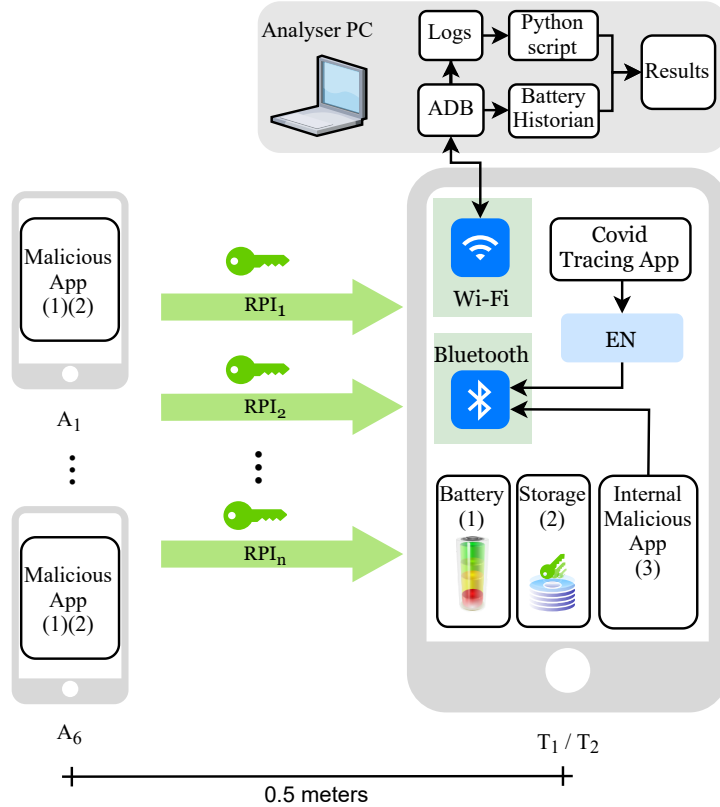 Analyser PC
Logs
Python
script
Results
ADB
Battery
Historian
Malicious
App
(1)(2)
RPI₁
Wi-Fi
Covid
Tracing App
EN
Bluetooth
RPI₂
A₁
Malicious
App
(1)(2)
RPIₙ
Battery
(1)
Storage
(2)
Internal
Malicious
App
(3)
A₆
T₁ / T₂
0.5 meters